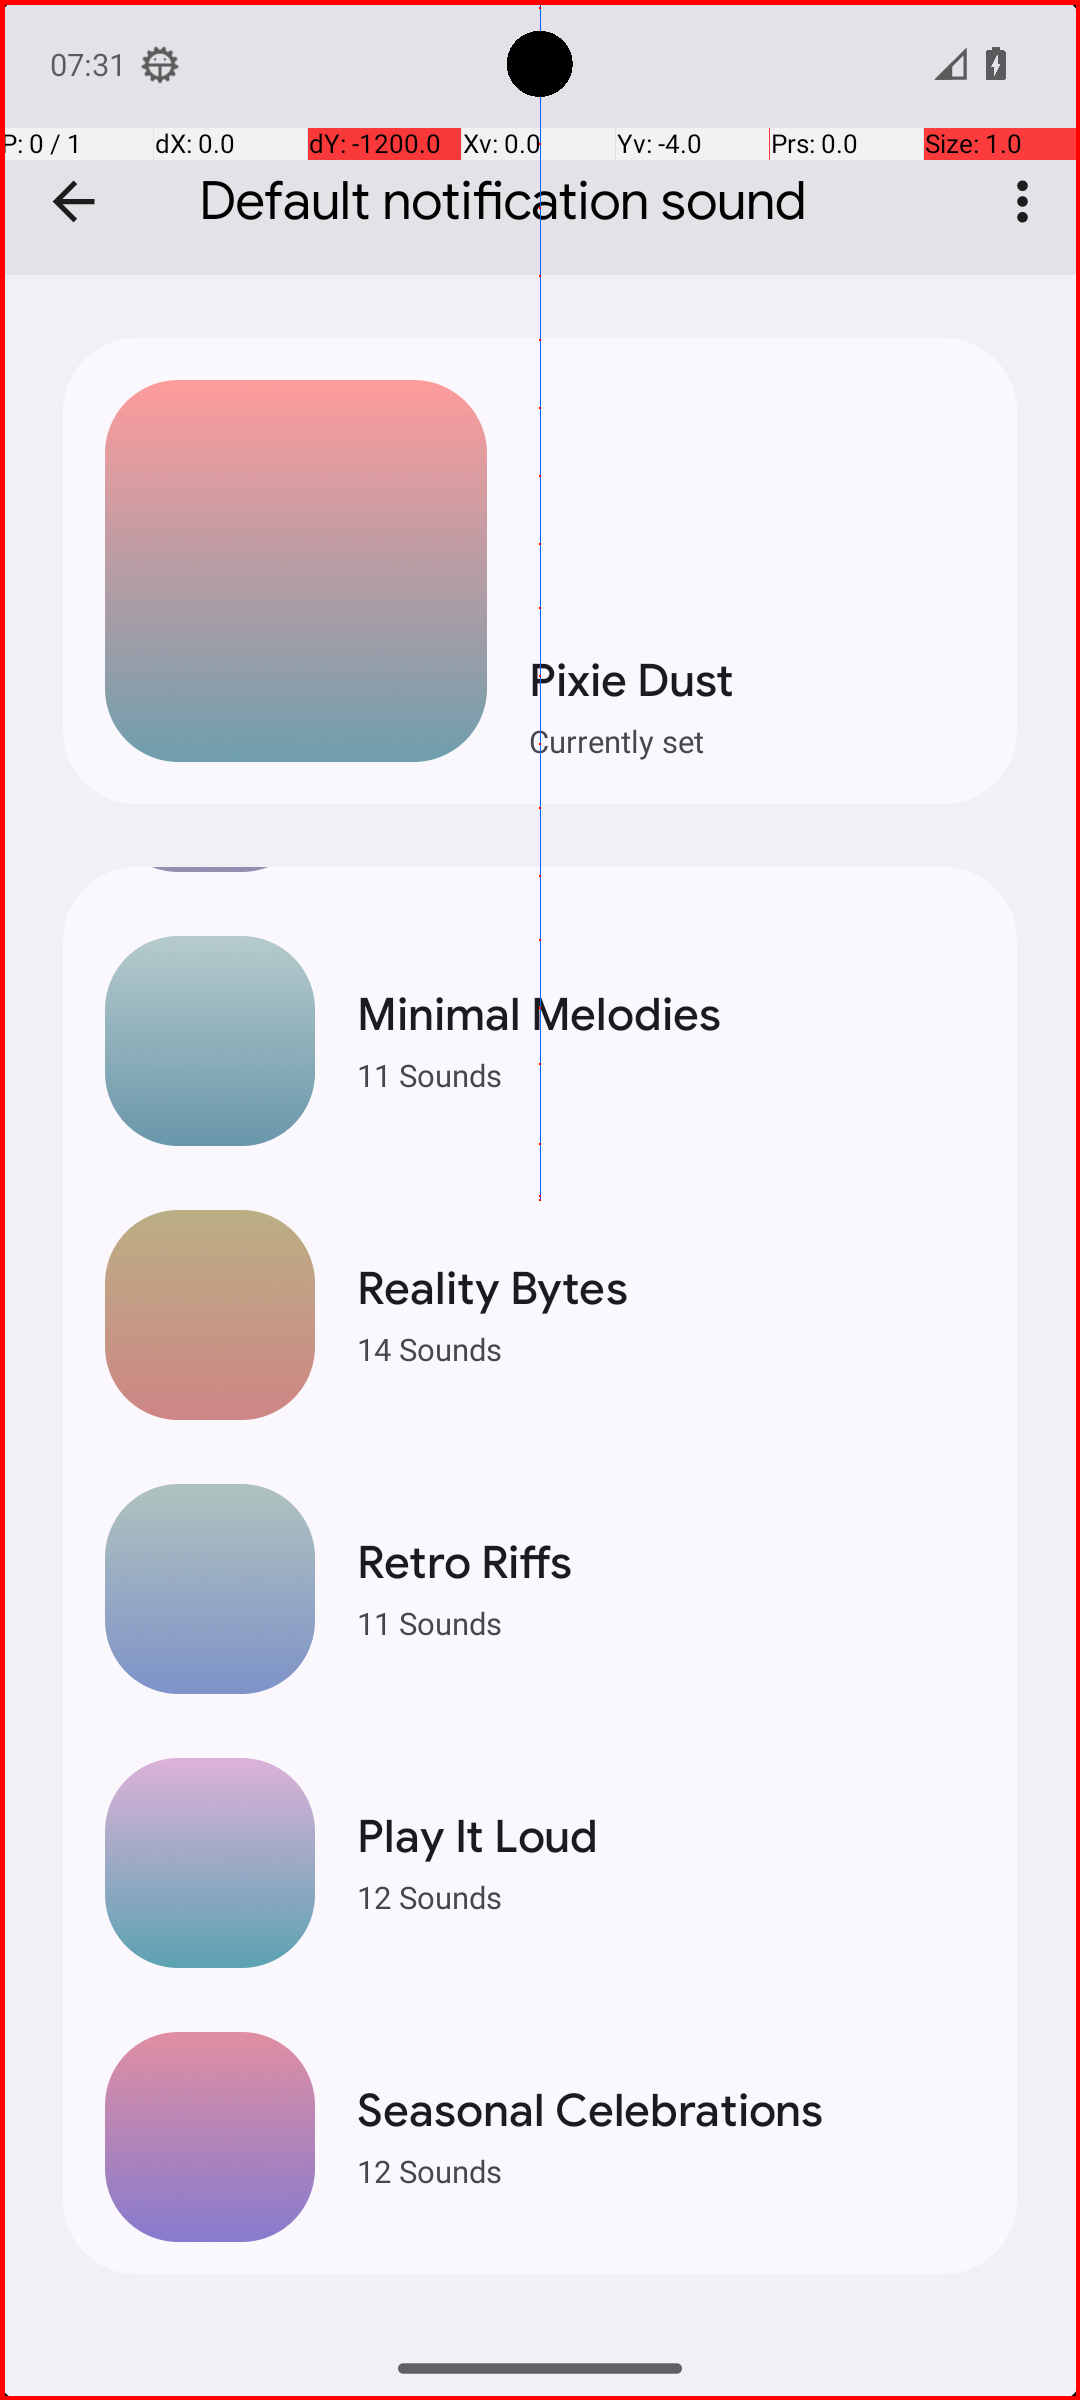 07:31
P: 0 / 1 dX: 0.0 dY: -1200.0 Xv: 0.0 Yv: -4.0 Prs: 0.0 Size: 1.0
Default notification sound
Pixie Dust
Currently set
Minimal Melodies
11 Sounds
Reality Bytes
14 Sounds
Retro Riffs
11 Sounds
Play It Loud
12 Sounds
Seasonal Celebrations
12 Sounds